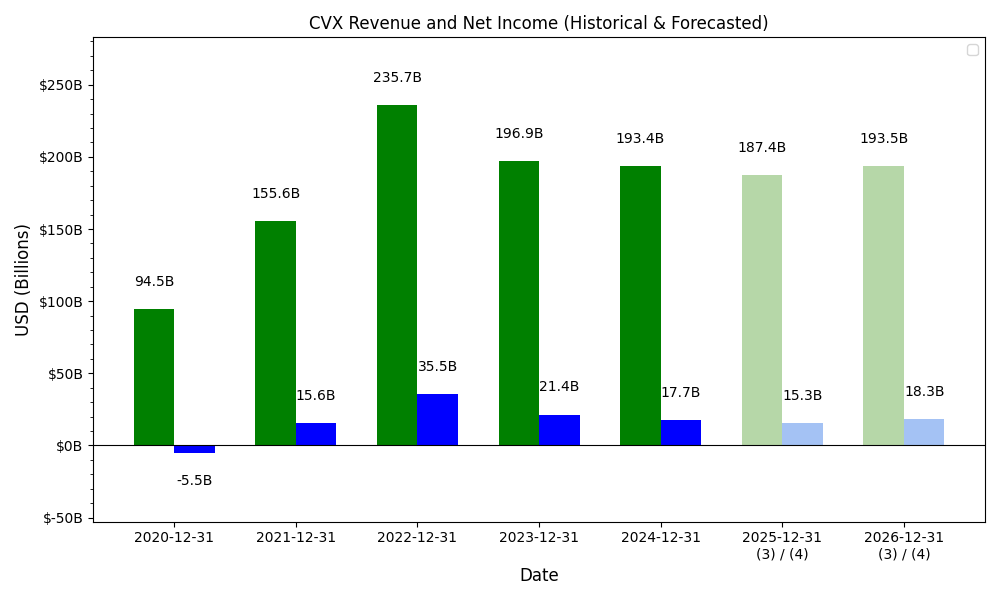 CVX Revenue and Net Income (Historical & Forecasted)
USD (Billions)
$250B
$200B
$150B
$100B
$50B
$0B
$-50B
94.5B
-5.5B
155.6B
15.6B
235.7B
35.5B
196.9B
21.4B
193.4B
17.7B
187.4B
15.3B
193.5B
18.3B
2020-12-31
2021-12-31
2022-12-31
2023-12-31
2024-12-31
2025-12-31
(3) / (4)
2026-12-31
(3) / (4)
Date